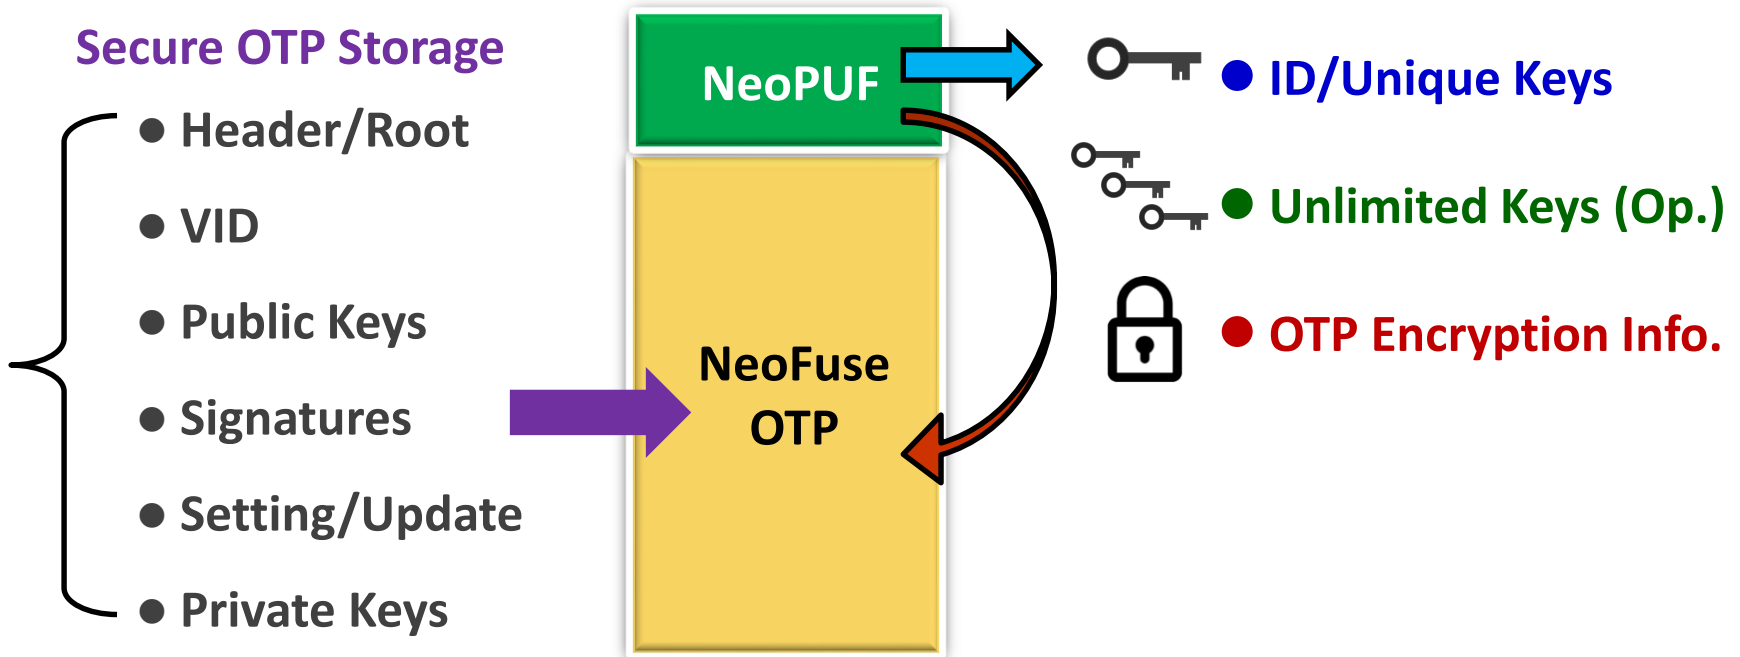 Secure OTP Storage
● Header/Root
● VID
● Public Keys
● Signatures
● Setting/Update
● Private Keys
NeoPUF
NeoFuse
OTP
● ID/Unique Keys
● Unlimited Keys (Op.)
● OTP Encryption Info.